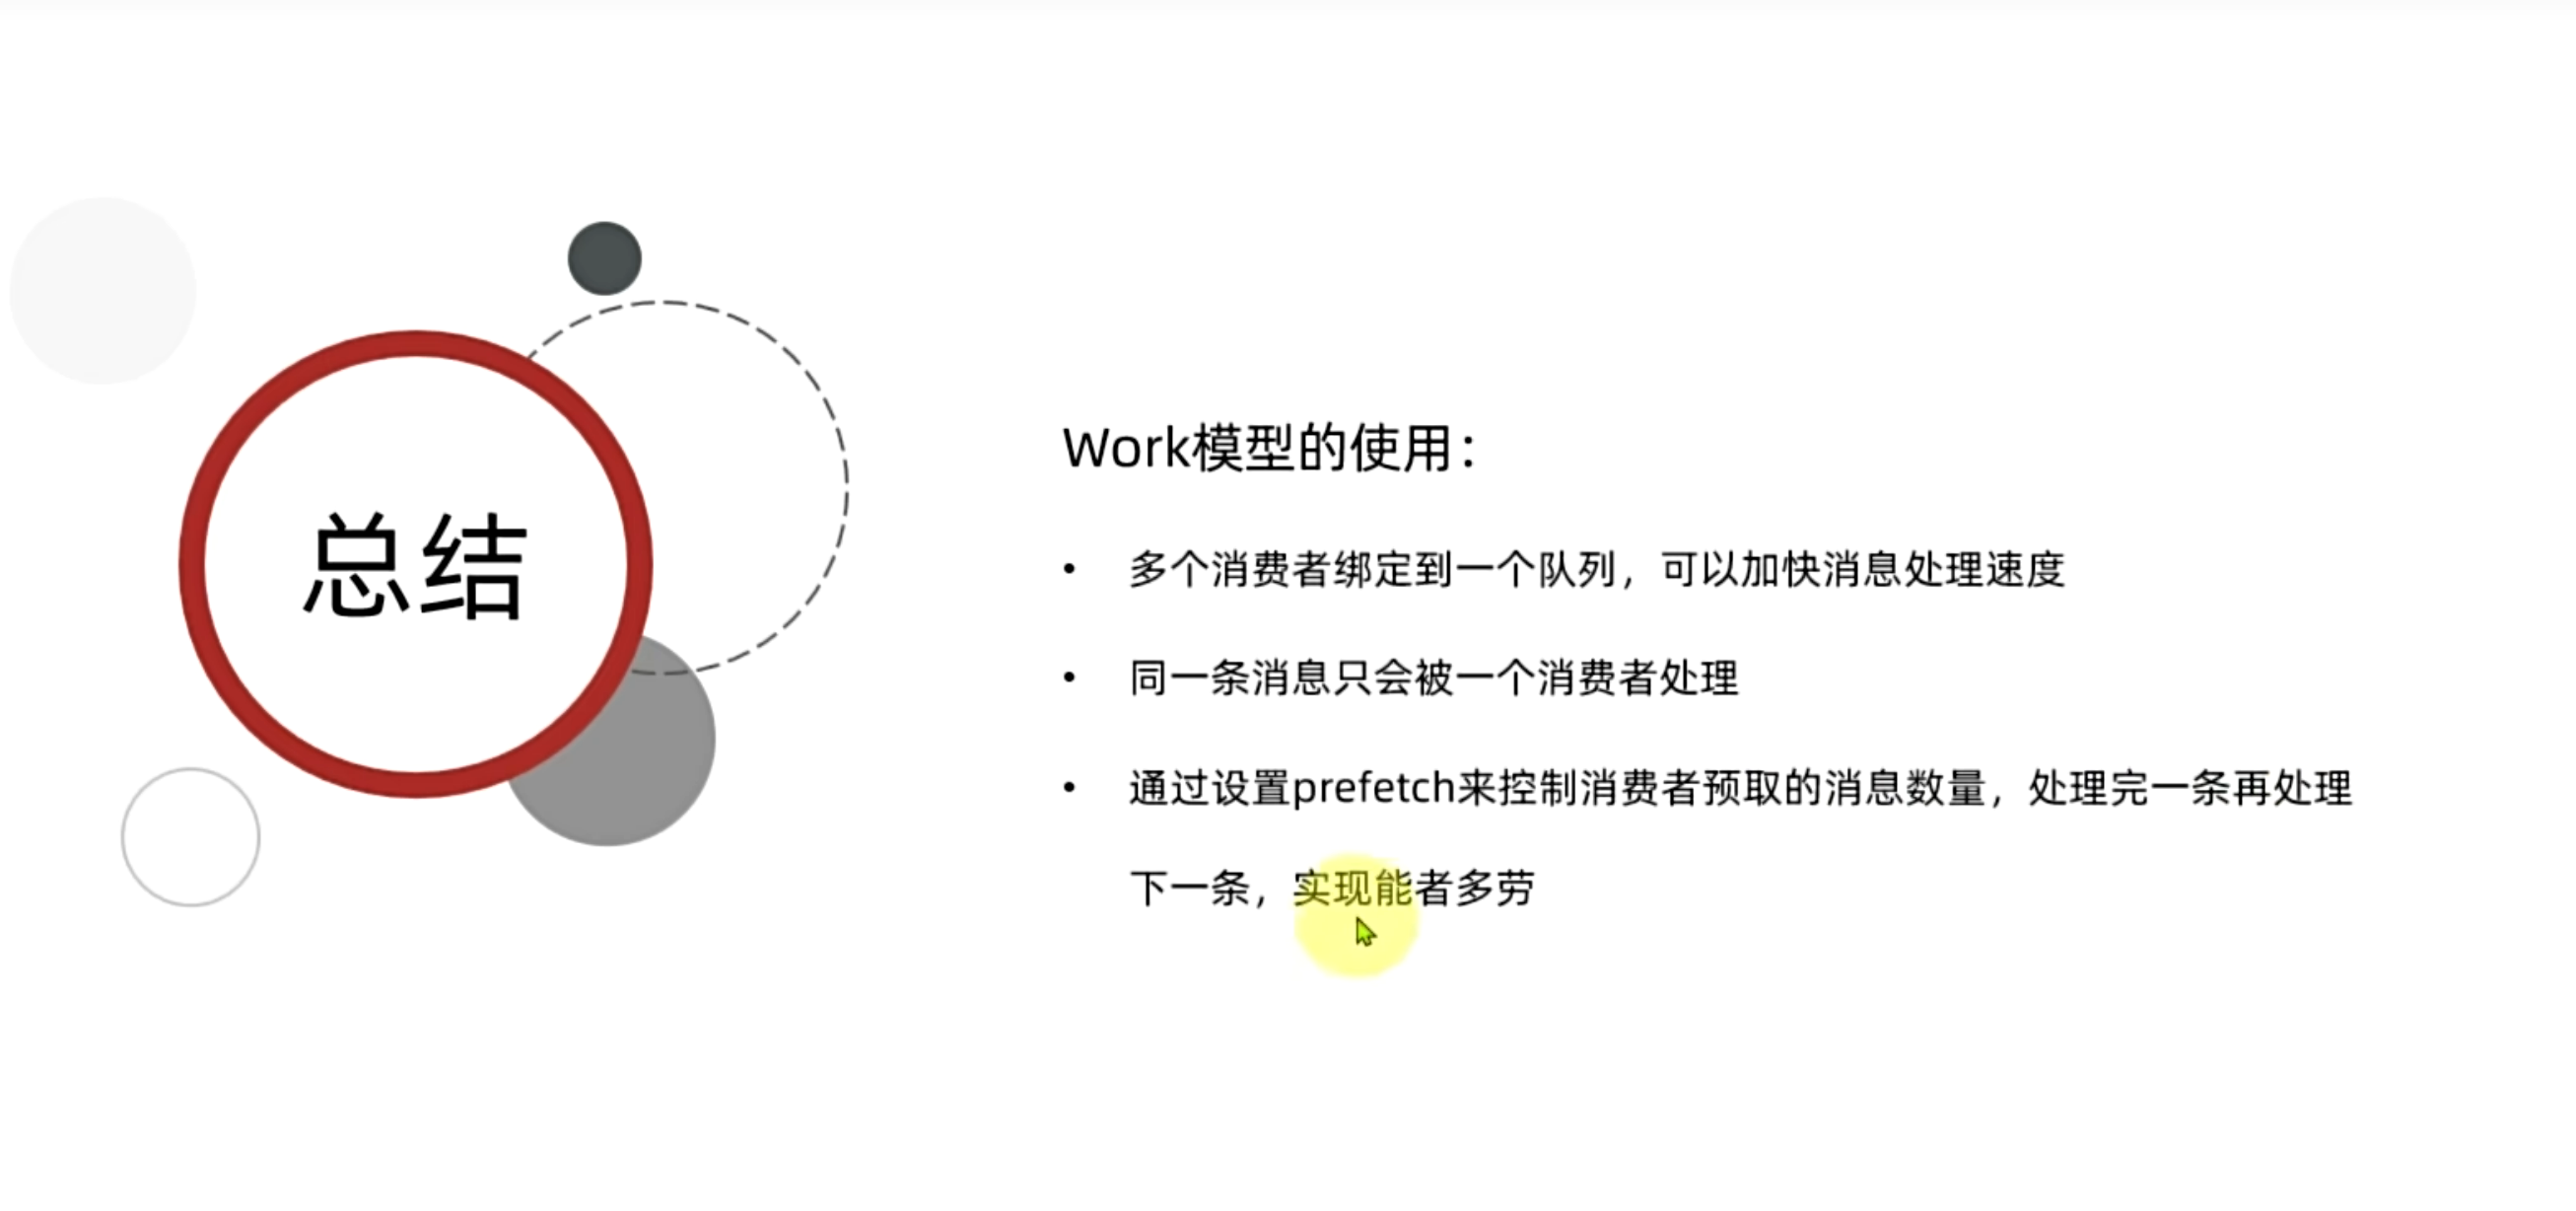 总结
Work模型的使用：
• 多个消费者绑定到一个队列，可以加快消息处理速度
• 同一条消息只会被一个消费者处理
• 通过设置prefetch来控制消费者预取的消息数量，处理完一条再处理
下一条，实现能者多劳